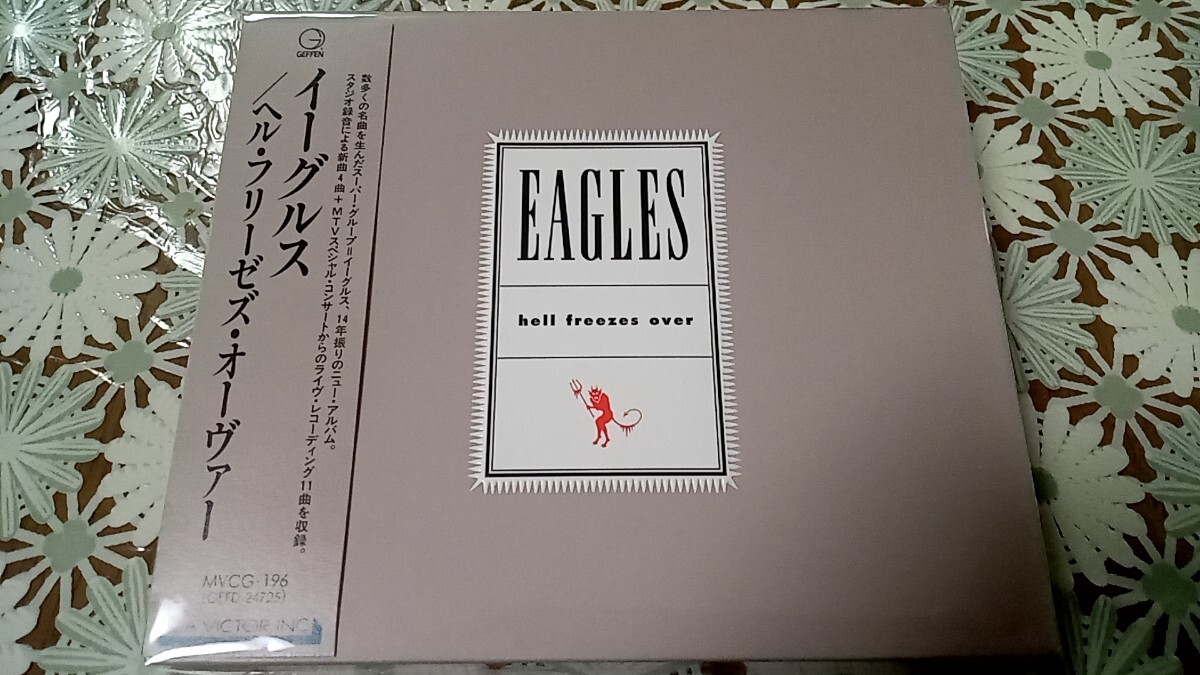 GEFFEN
イーグルス
/ヘル・フリーゼズ・オーヴァー
数多くの名曲を生んだスーパー・グループ=イーグルス、14年振りのニュー・アルバム。
スタジオ録音による新曲4曲+MTVスペシャル・コンサートからのライヴ・レコーディング11曲を収録。
MVCG-196
(GEFD-24725)
A VICTOR, INC.
EAGLES
hell freezes over